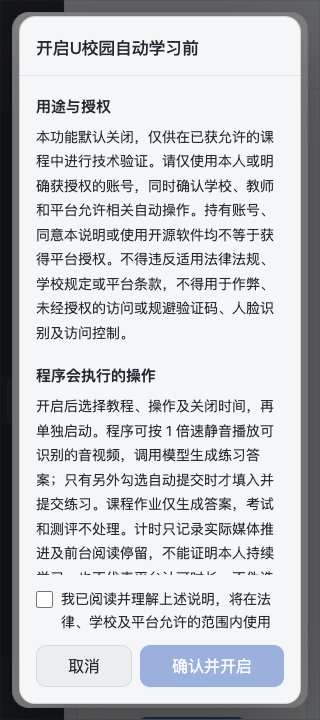 开启U校园自动学习前
用途与授权
本功能默认关闭，仅供在已获允许的课
程中进行技术验证。请仅使用本人或明
确获授权的账号，同时确认学校、教师
和平台允许相关自动操作。持有账号、
同意本说明或使用开源软件均不等于获
得平台授权。不得违反适用法律法规、
学校规定或平台条款，不得用于作弊、
未经授权的访问或规避验证码、人脸识
别及访问控制。
程序会执行的操作
开启后选择教程、操作及关闭时间，再
单独启动。程序可按 1 倍速静音播放可
识别的音视频，调用模型生成练习答
案；只有另外勾选自动提交时才填入并
提交练习。课程作业仅生成答案，考试
和测评不处理。计时只记录实际媒体推
进及前台阅读停留，不能证明本人持续
我已阅读并理解上述说明，将在法
律、学校及平台允许的范围内使用
取消
确认并开启